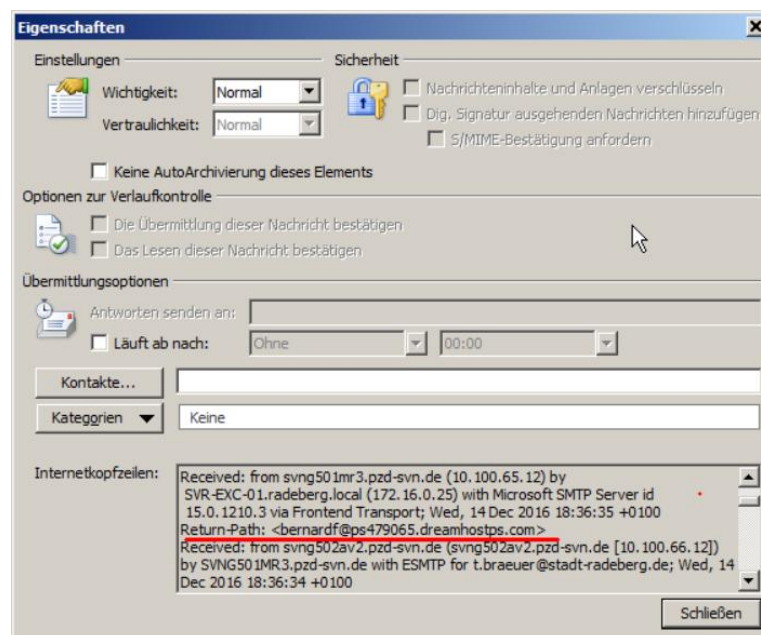 Eigenschaften
Einstellungen
Sicherheit
Wichtigkeit: Normal
Nachrichteninhalte und Anlagen verschlüsseln
Vertraulichkeit: Normal
Dig. Signatur ausgehenden Nachrichten hinzufügen
S/MIME-Bestätigung anfordern
Keine AutoArchivierung dieses Elements
Optionen zur Verlaufkontrolle
Die Übermittlung dieser Nachricht bestätigen
Das Lesen dieser Nachricht bestätigen
Übermittlungsoptionen
Antworten senden an:
Läuft ab nach: Ohne 00:00
Kontakte...
Kategorien Keine
Internetkopfzeilen:
Received: from svng501mr3.pzd-svn.de (10.100.65.12) by
SVR-EXC-01.radeberg.local (172.16.0.25) with Microsoft SMTP Server id
15.0.1210.3 via Frontend Transport; Wed, 14 Dec 2016 18:36:35 +0100
Return-Path: <bernardf@ps479065.dreamhostps.com>
Received: from svng502av2.pzd-svn.de (svng502av2.pzd-svn.de [10.100.66.12])
by SVNG501MR3.pzd-svn.de with ESMTP for t.braeuer@stadt-radeberg.de; Wed, 14
Dec 2016 18:36:34 +0100
Schließen